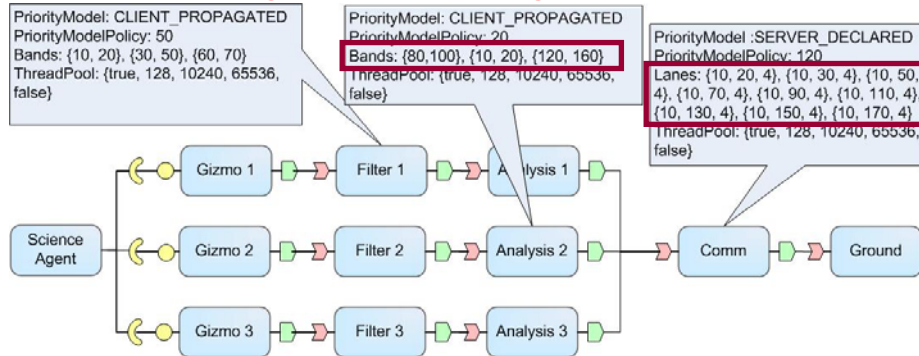 PriorityModel: CLIENT_PROPAGATED
PriorityModelPolicy: 50
Bands: {10, 20}, {30, 50}, {60, 70}
ThreadPool: {true, 128, 10240, 65536,
false}
PriorityModel: CLIENT_PROPAGATED
PriorityModelPolicy: 20
Bands: {80,100}, {10, 20}, {120, 160}
ThreadPool: {true, 128, 10240, 65536,
false}
PriorityModel :SERVER_DECLARED
PriorityModelPolicy: 120
Lanes: {10, 20, 4}, {10, 30, 4}, {10, 50,
4}, {10, 70, 4}, {10, 90, 4}, {10, 110, 4},
{10, 130, 4}, {10, 150, 4}, {10, 170, 4}
ThreadPool: {true, 128, 10240, 65536,
false}
Gizmo 1
Filter 1
Analysis 1
Science
Agent
Gizmo 2
Filter 2
Analysis 2
Comm
Ground
Gizmo 3
Filter 3
Analysis 3